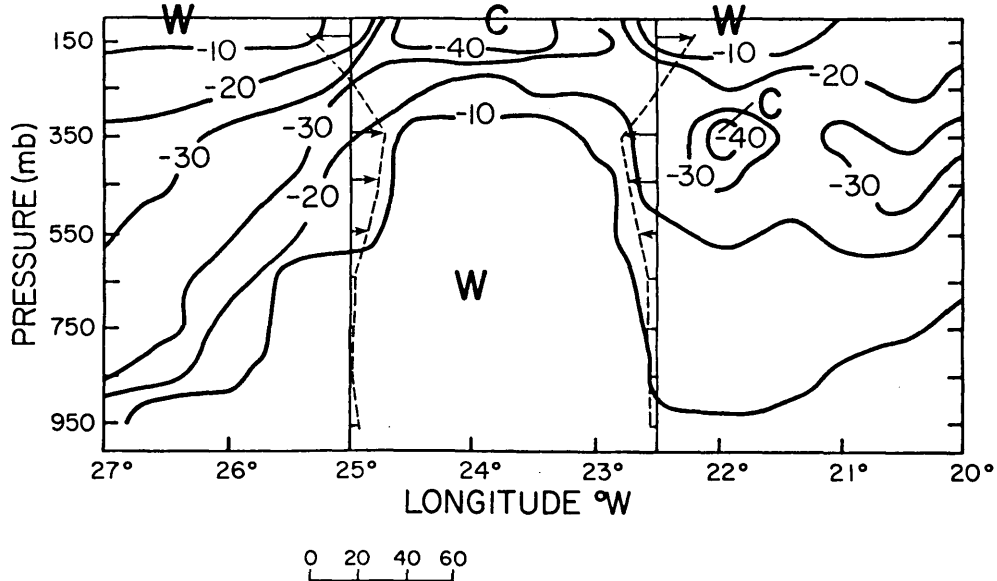 W C W
150 -10 -40 -10
-20 -20
C
350 -30 -10 -40
-30 -30 -30
-20
PRESSURE (mb)
550
W
750
950
27° 26° 25° 24° 23° 22° 21° 20°
LONGITUDE °W
0 20 40 60